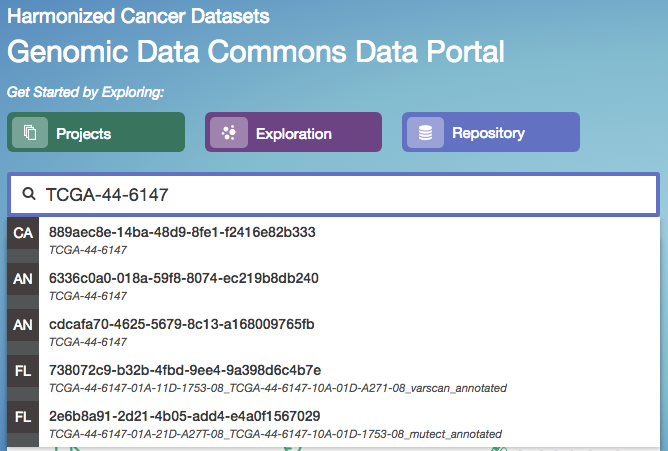 Harmonized Cancer Datasets
Genomic Data Commons Data Portal
Get Started by Exploring:
Projects Exploration Repository
TCGA-44-6147
CA 889aec8e-14ba-48d9-8fe1-f2416e82b333
TCGA-44-6147
AN 6336c0a0-018a-59f8-8074-ec219b8db240
TCGA-44-6147
AN cdcafa70-4625-5679-8c13-a168009765fb
TCGA-44-6147
FL 738072c9-b32b-4fbd-9ee4-9a398d6c4b7e
TCGA-44-6147-01A-11D-1753-08_TCGA-44-6147-10A-01D-A271-08_varscan_annotated
FL 2e6b8a91-2d21-4b05-add4-e4a0f1567029
TCGA-44-6147-01A-21D-A27T-08_TCGA-44-6147-10A-01D-1753-08_mutect_annotated